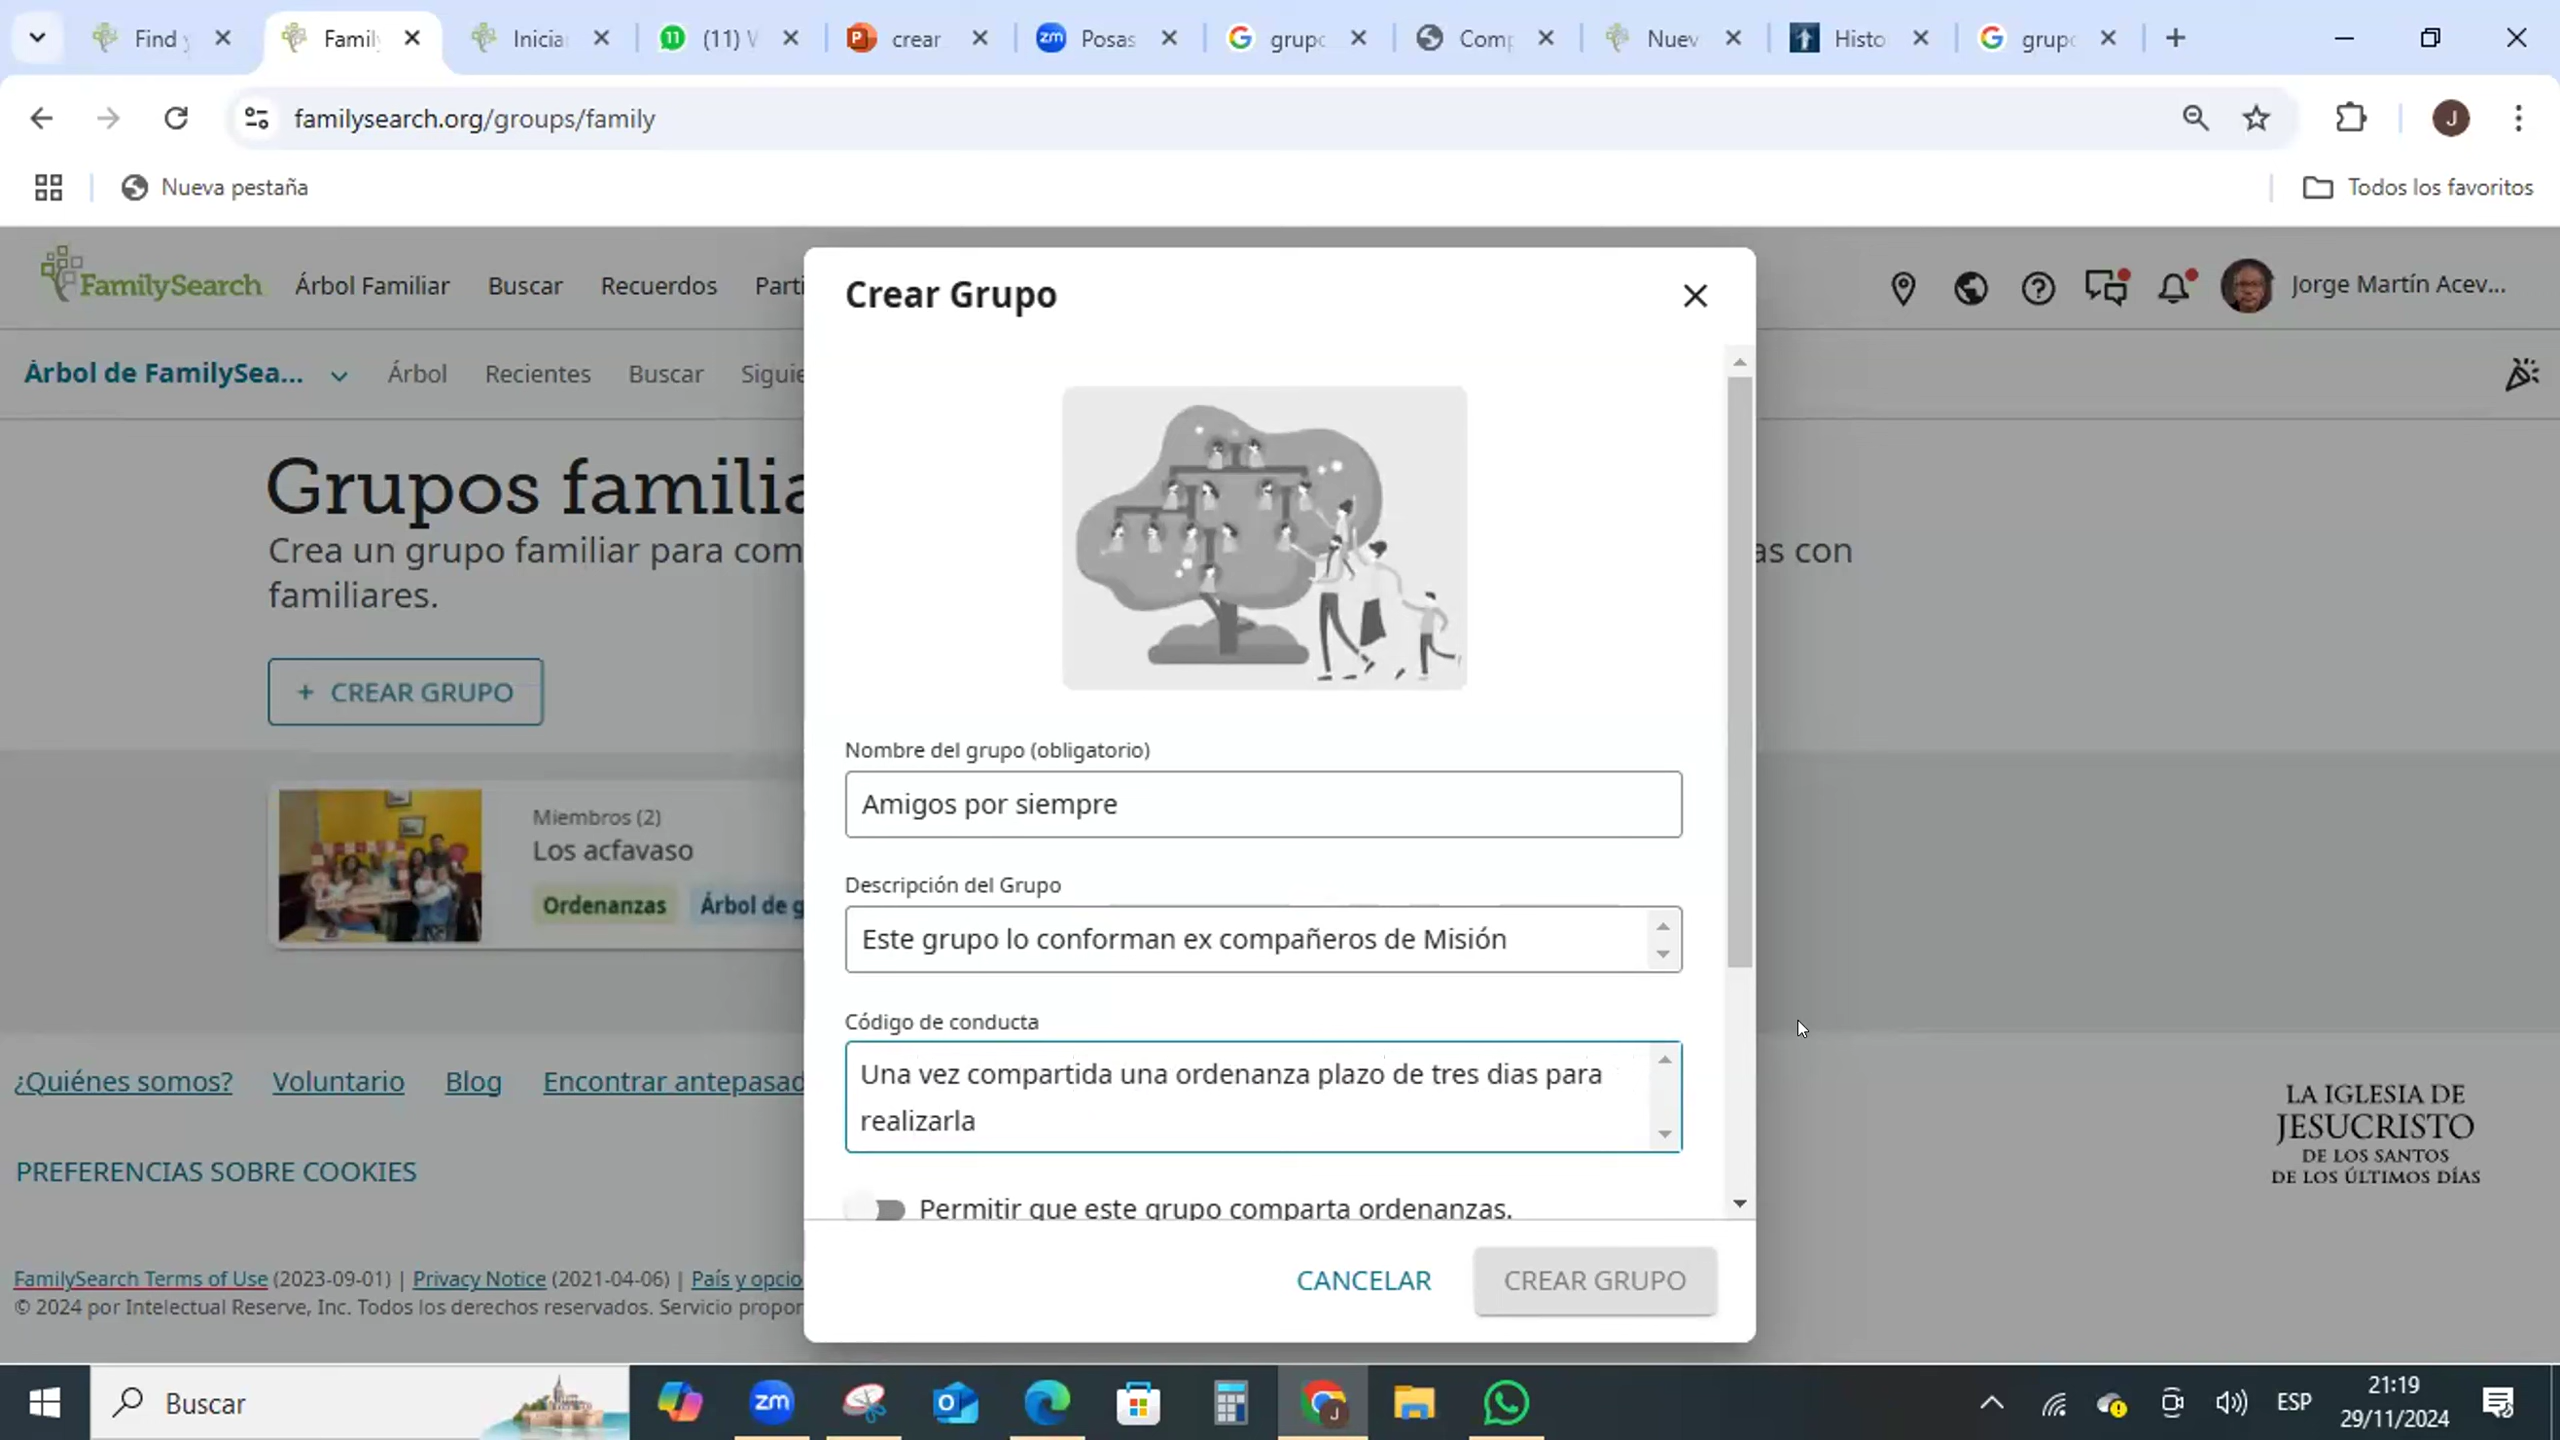 Find y
Famil
Inicia
(11) V
crear
Posas
grupo
Comp
Nuev
Histo
grupo
familysearch.org/groups/family
J
Nueva pestaña
Todos los favoritos
FamilySearch
Árbol Familiar
Buscar
Recuerdos
Parti
Jorge Martín Acev...
Árbol de FamilySea...
Árbol
Recientes
Buscar
Siguie
Grupos familia
Crea un grupo familiar para com
as con
familiares.
+ CREAR GRUPO
Miembros (2)
Los acfavaso
Ordenanzas
Árbol de g
¿Quiénes somos?
Voluntario
Blog
Encontrar antepasad
PREFERENCIAS SOBRE COOKIES
FamilySearch Terms of Use (2023-09-01) | Privacy Notice (2021-04-06) | País y opcio
© 2024 por Intelectual Reserve, Inc. Todos los derechos reservados. Servicio propor
LA IGLESIA DE
JESUCRISTO
DE LOS SANTOS
DE LOS ÚLTIMOS DÍAS
Crear Grupo
Nombre del grupo (obligatorio)
Amigos por siempre
Descripción del Grupo
Este grupo lo conforman ex compañeros de Misión
Código de conducta
Una vez compartida una ordenanza plazo de tres dias para
realizarla
Permitir que este grupo comparta ordenanzas.
CANCELAR
CREAR GRUPO
Buscar
zm
ESP
21:19
29/11/2024